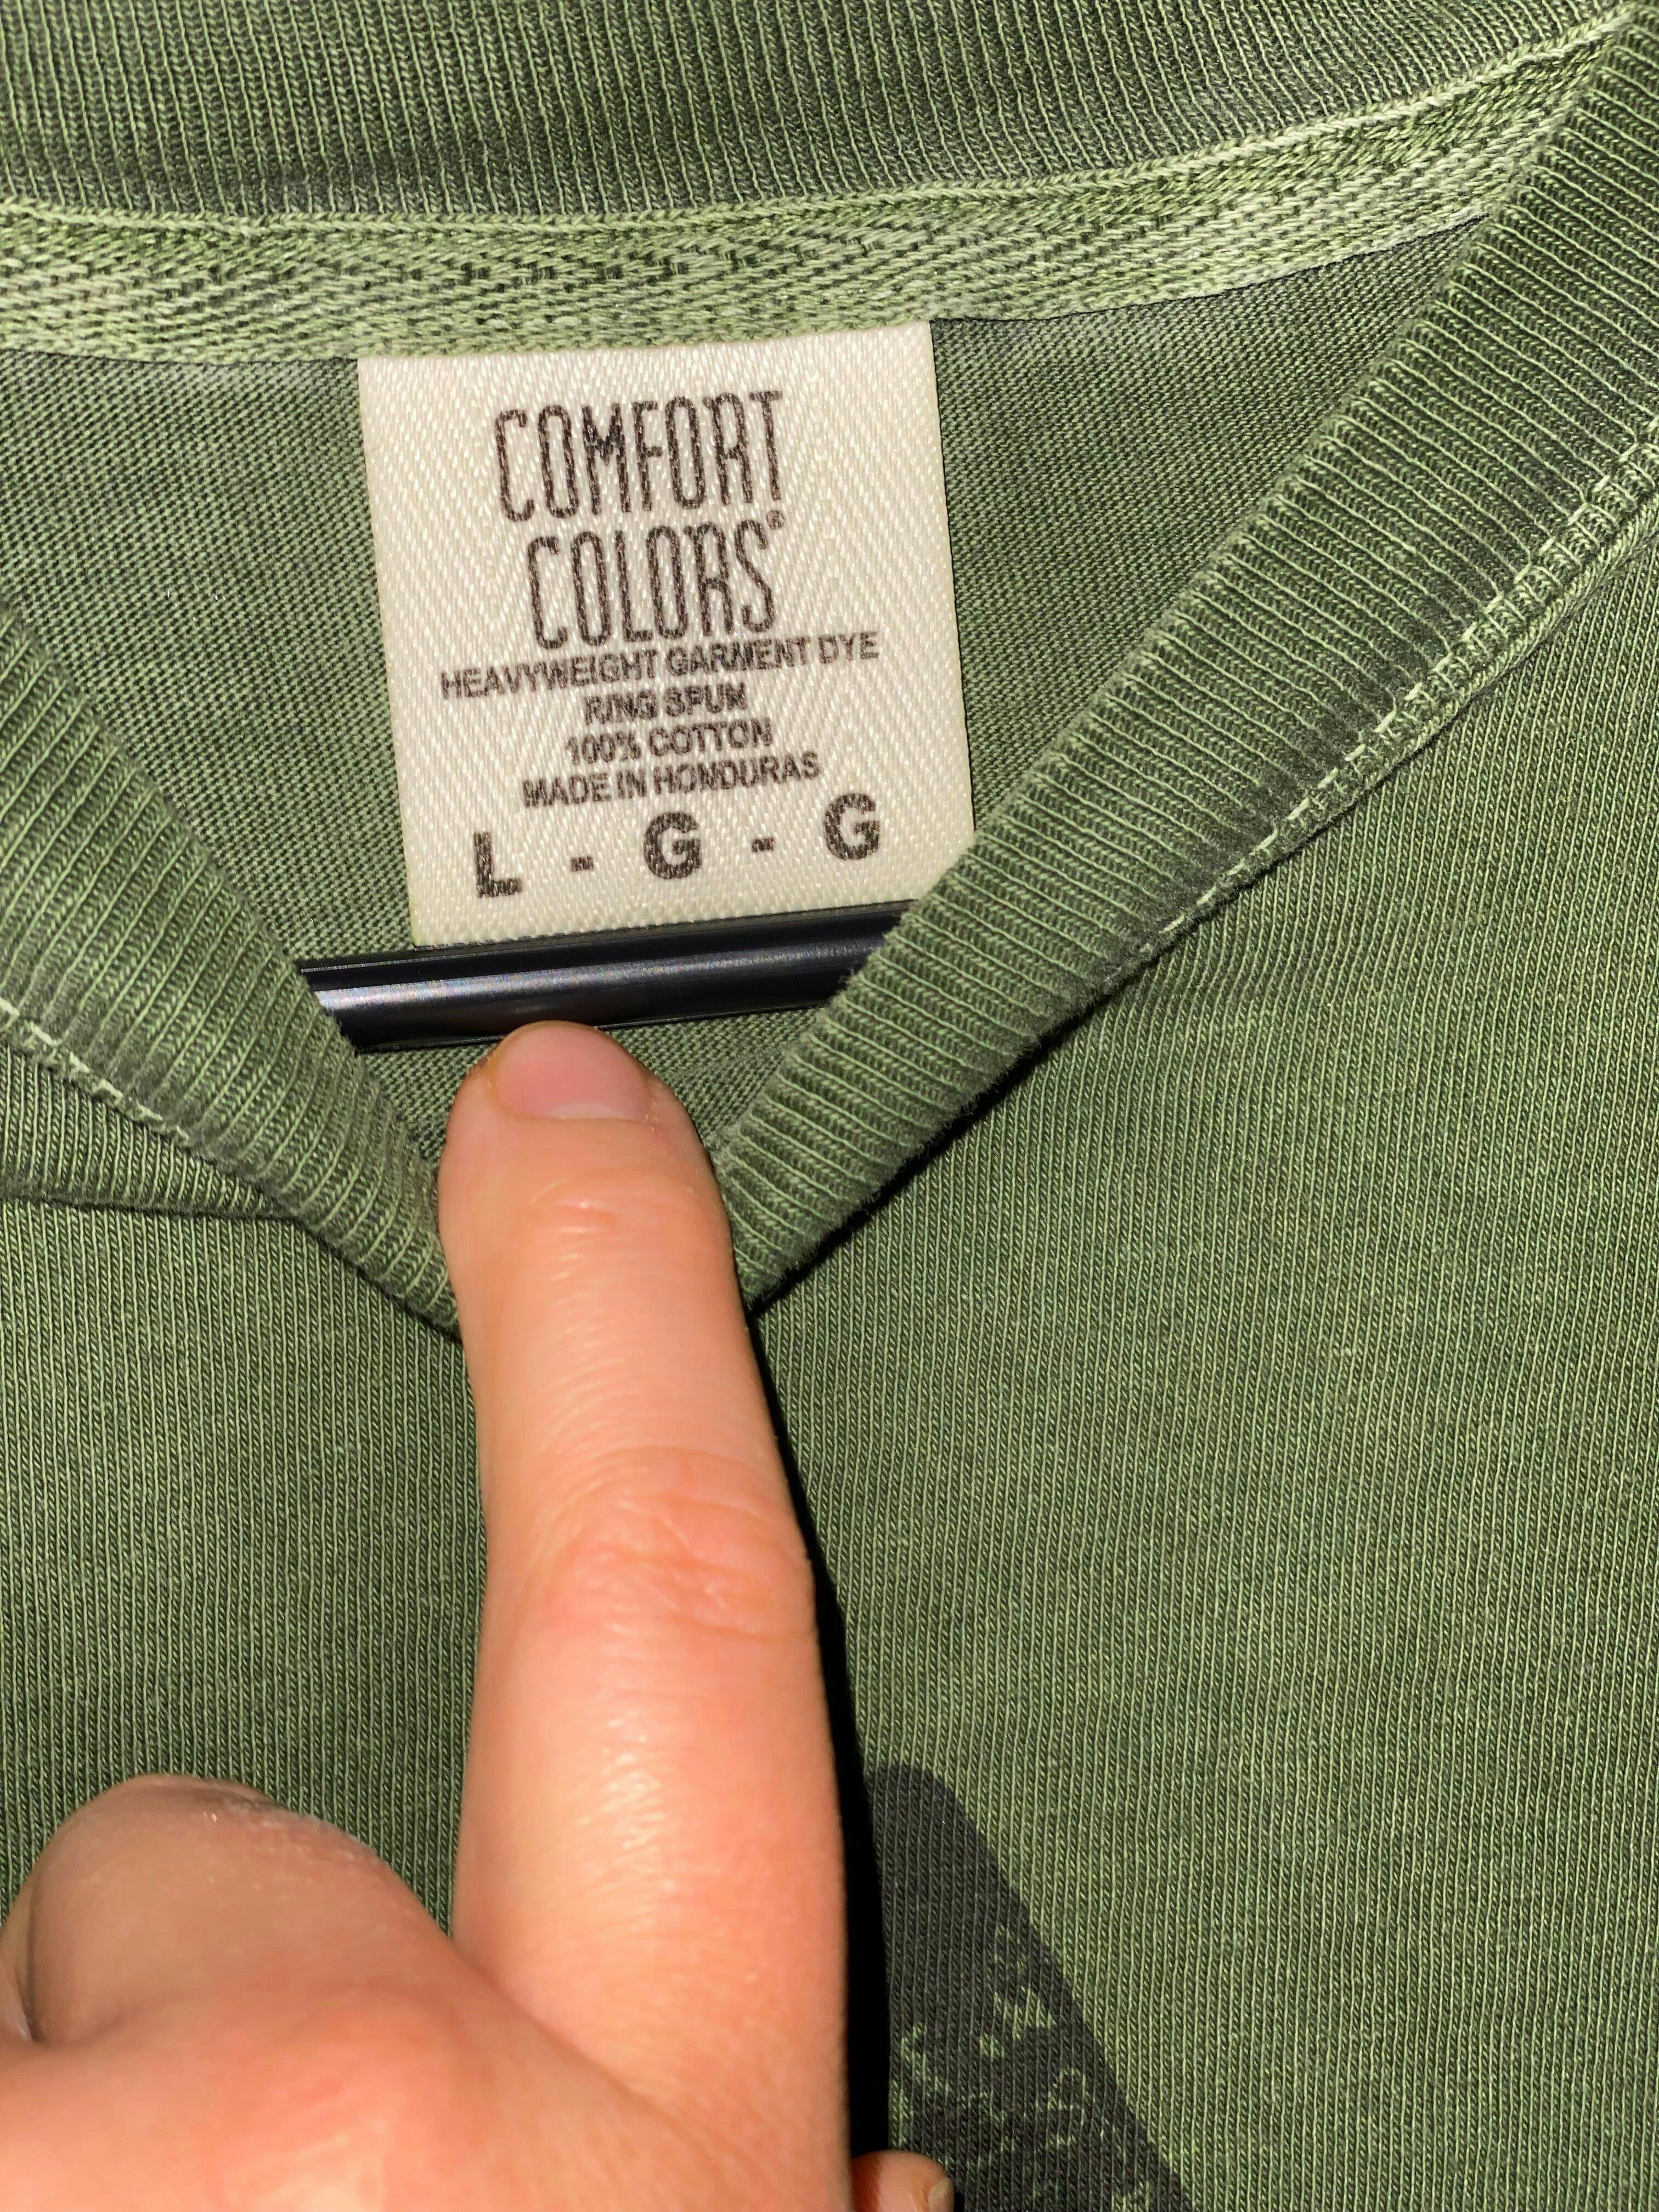 COMFORT
COLORS®
HEAVYWEIGHT GARMENT DYE
RING SPUN
100% COTTON
MADE IN HONDURAS
L - G - G